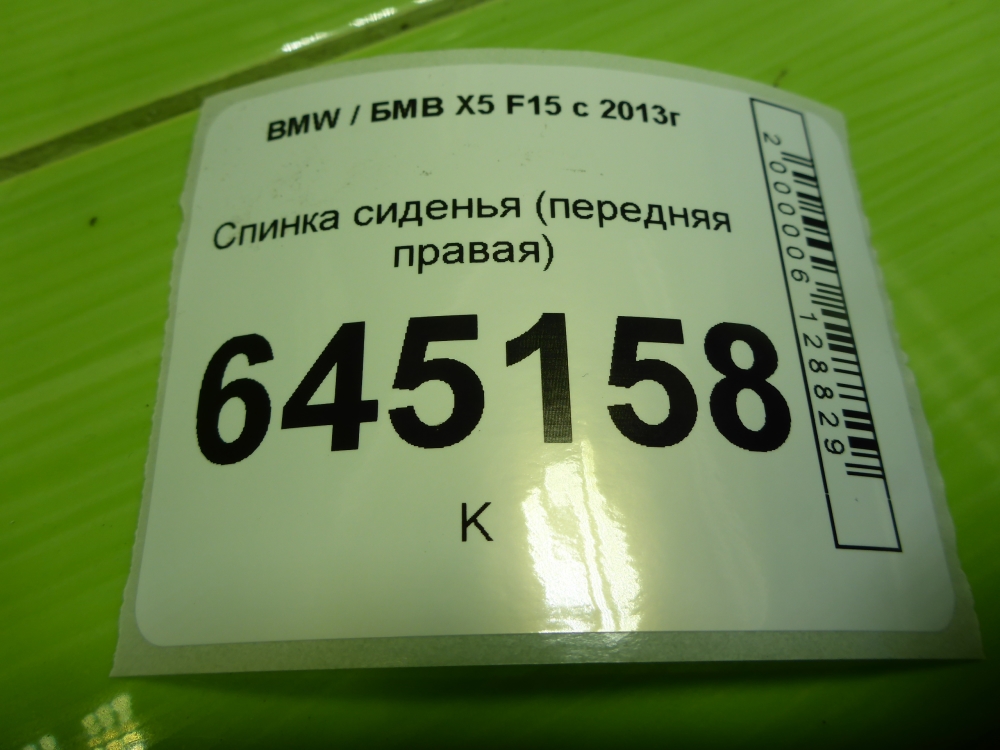 BMW / БМВ X5 F15 с 2013г
Спинка сиденья (передняя
правая)
645158
К
2000006128829